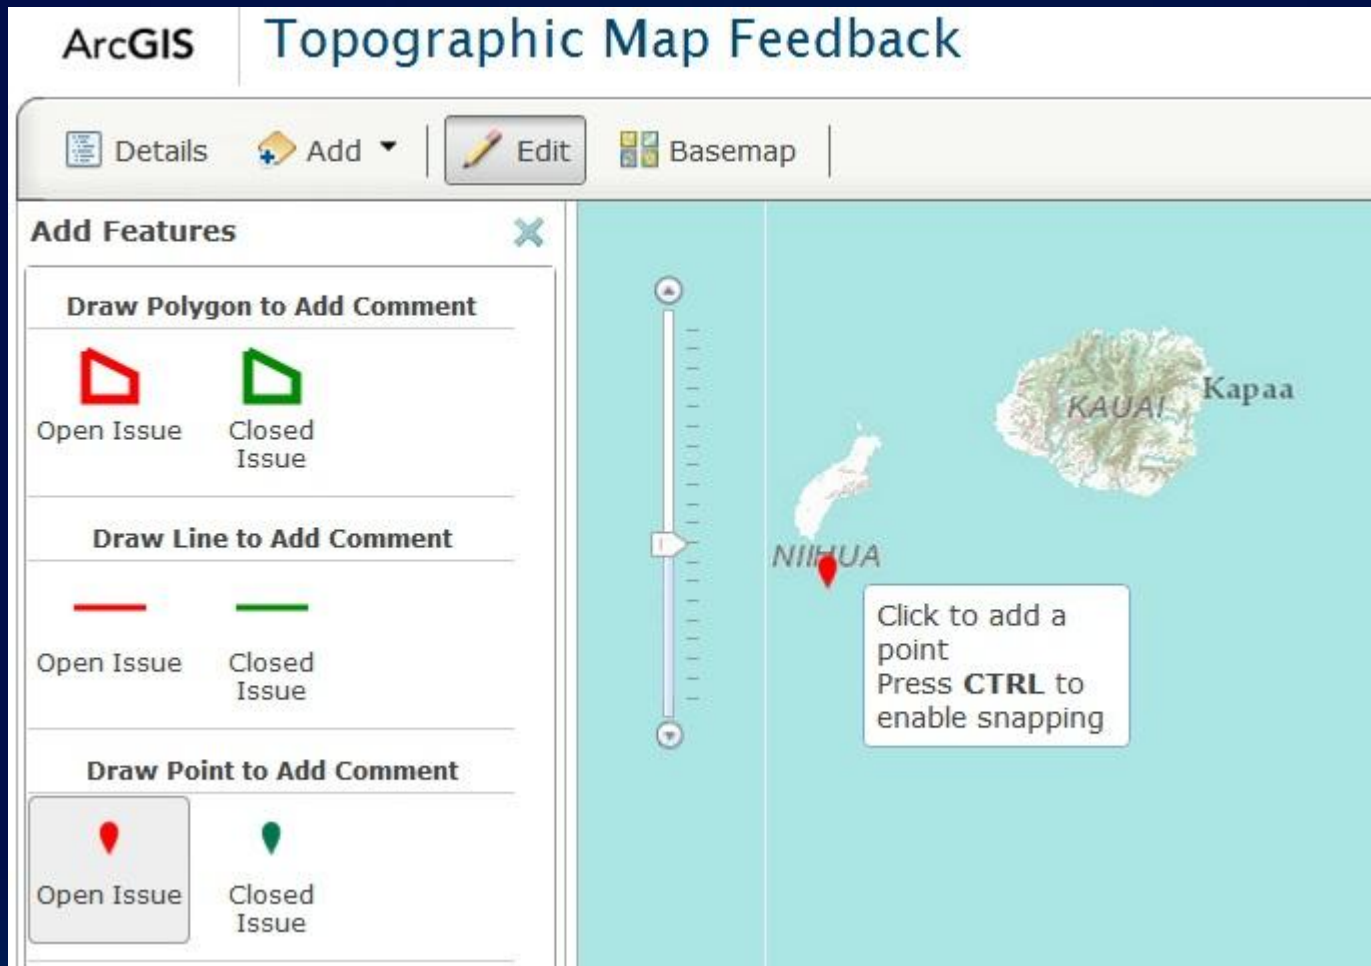 ArcGIS
Topographic Map Feedback
Details
Add
Edit
Basemap
Add Features
Draw Polygon to Add Comment
Open Issue
Closed
Issue
Draw Line to Add Comment
Open Issue
Closed
Issue
Draw Point to Add Comment
Open Issue
Closed
Issue
KAUAI
Kapaa
NIIHUA
Click to add a
point
Press CTRL to
enable snapping